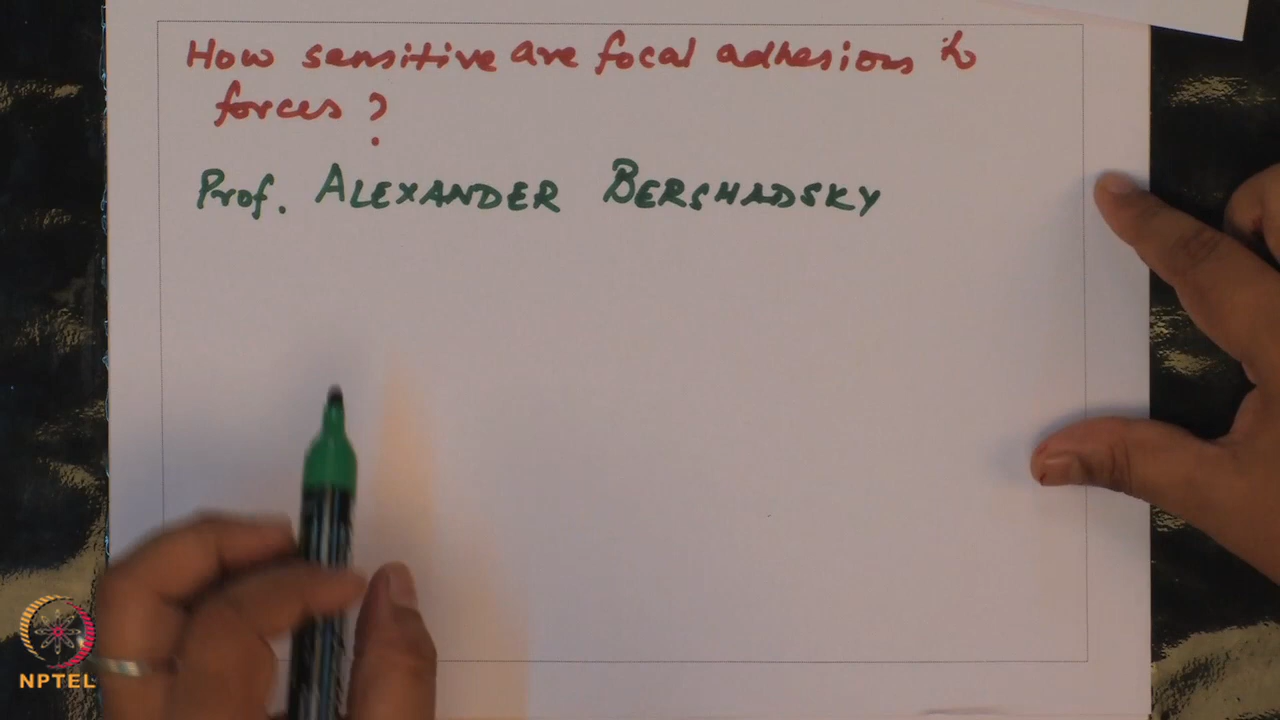 How sensitive are focal adhesions to
forces ?
Prof. ALEXANDER BERSHADSKY
NPTEL